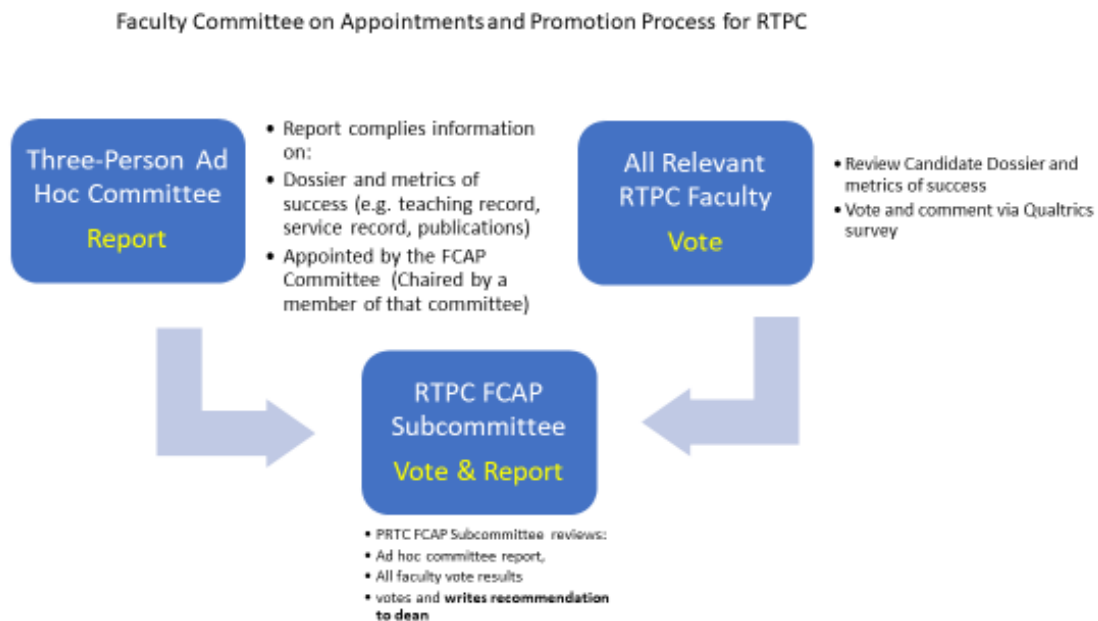 Faculty Committee on Appointments and Promotion Process for RTPC
Three-Person Ad
Hoc Committee
Report
• Report complies information
on:
• Dossier and metrics of
success (e.g. teaching record,
service record, publications)
• Appointed by the FCAP
Committee (Chaired by a
member of that committee)
All Relevant
RTPC Faculty
Vote
• Review Candidate Dossier and
metrics of success
• Vote and comment via Qualtrics
survey
RTPC FCAP
Subcommittee
Vote & Report
• PRTC FCAP Subcommittee reviews:
• Ad hoc committee report,
• All faculty vote results
• votes and writes recommendation
to dean